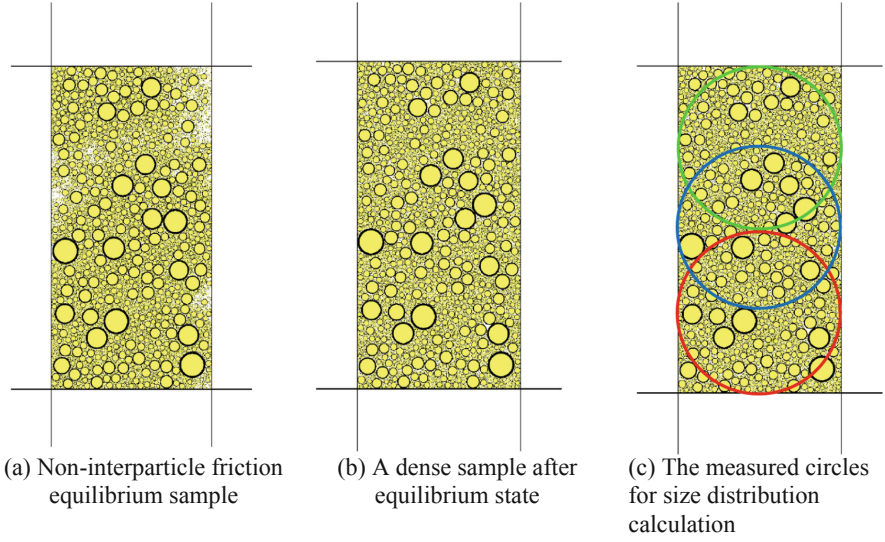 (a) Non-interparticle friction
equilibrium sample
(b) A dense sample after
equilibrium state
(c) The measured circles
for size distribution
calculation